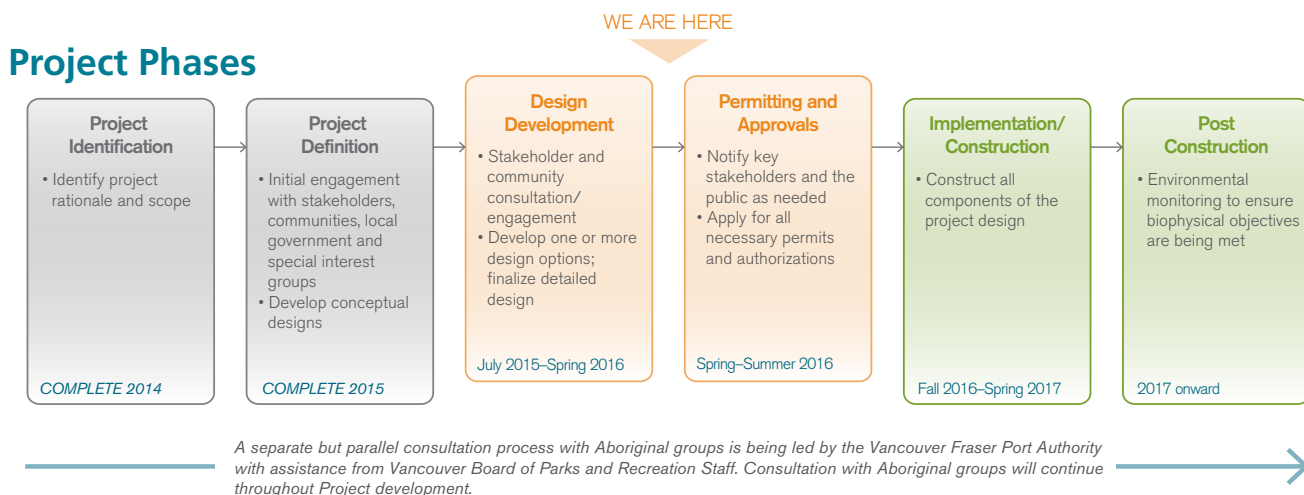 WE ARE HERE
Project Phases
Project
Identification
• Identify project
rationale and scope
COMPLETE 2014
Project
Definition
• Initial engagement
with stakeholders,
communities, local
government and
special interest
groups
• Develop conceptual
designs
COMPLETE 2015
Design
Development
• Stakeholder and
community
consultation/
engagement
• Develop one or more
design options;
finalize detailed
design
July 2015–Spring 2016
Permitting and
Approvals
• Notify key
stakeholders and the
public as needed
• Apply for all
necessary permits
and authorizations
Spring–Summer 2016
Implementation/
Construction
• Construct all
components of the
project design
Fall 2016–Spring 2017
Post
Construction
• Environmental
monitoring to ensure
biophysical objectives
are being met
2017 onward
A separate but parallel consultation process with Aboriginal groups is being led by the Vancouver Fraser Port Authority
with assistance from Vancouver Board of Parks and Recreation Staff. Consultation with Aboriginal groups will continue
throughout Project development.